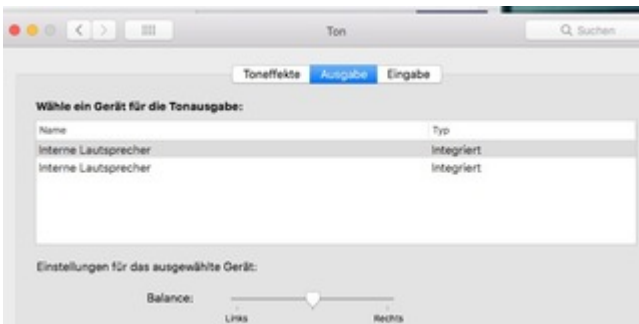 Ton
Suchen
Toneffekte Ausgabe Eingabe
Wähle ein Gerät für die Tonausgabe:
Name Typ
Interne Lautsprecher Integriert
Interne Lautsprecher Integriert
Einstellungen für das ausgewählte Gerät:
Balance:
Links Rechts